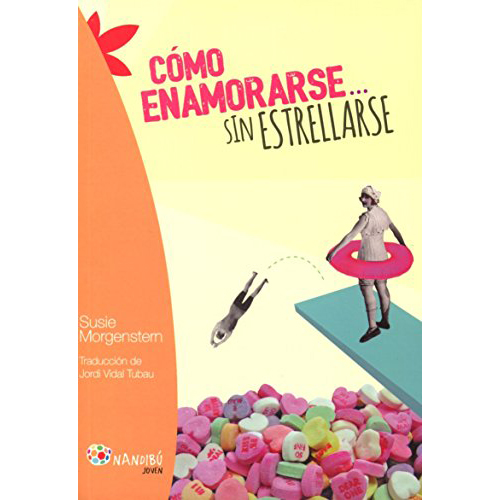 CÓMO
ENAMORARSE...
SIN ESTRELLARSE
Susie
Morgenstern
Traducción de
Jordi Vidal Tubau
NANDIBÚ
JOVEN